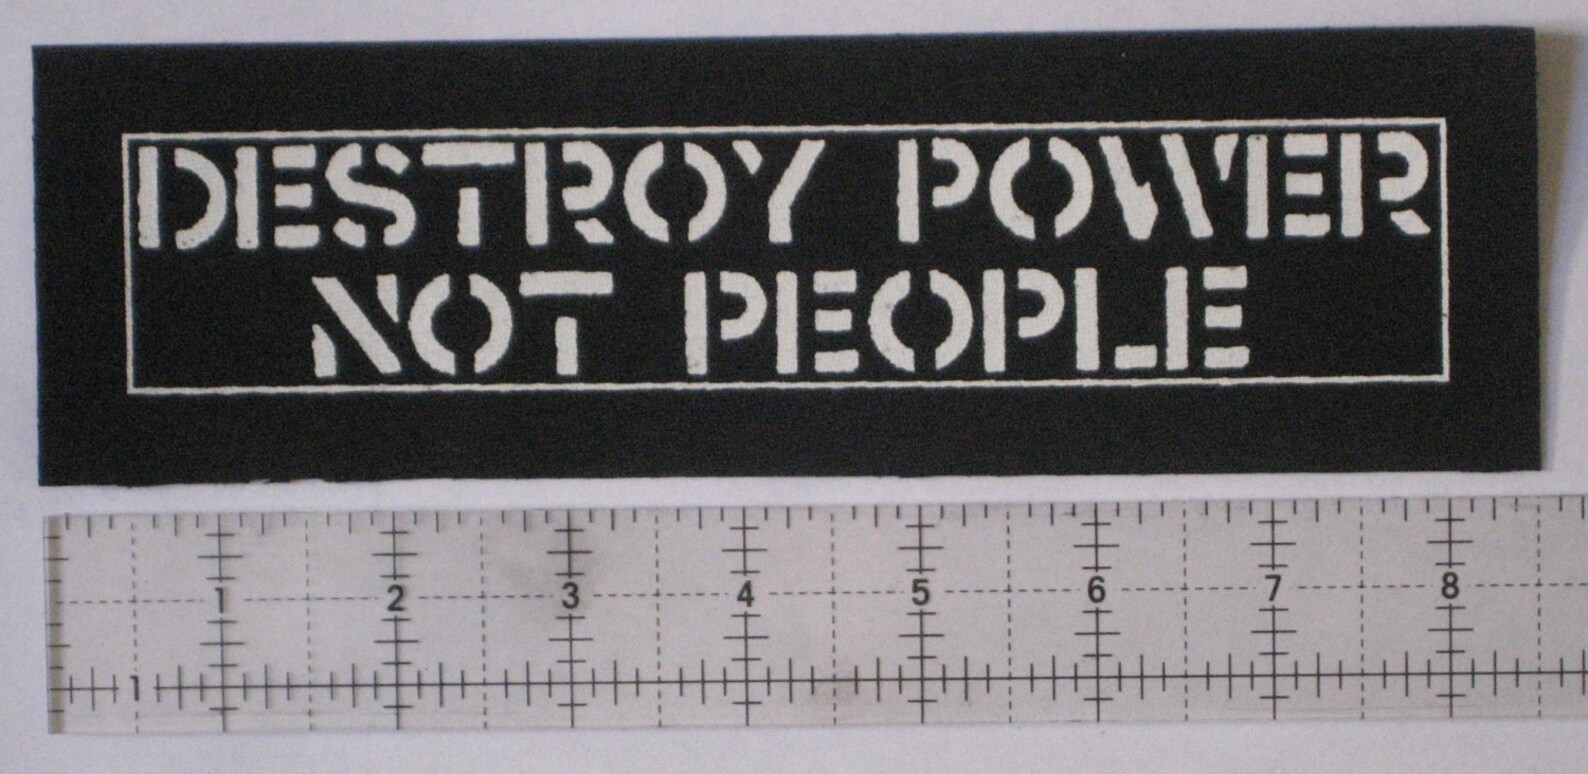 DESTROY POWER
NOT PEOPLE
1 2 3 4 5 6 7 8
1